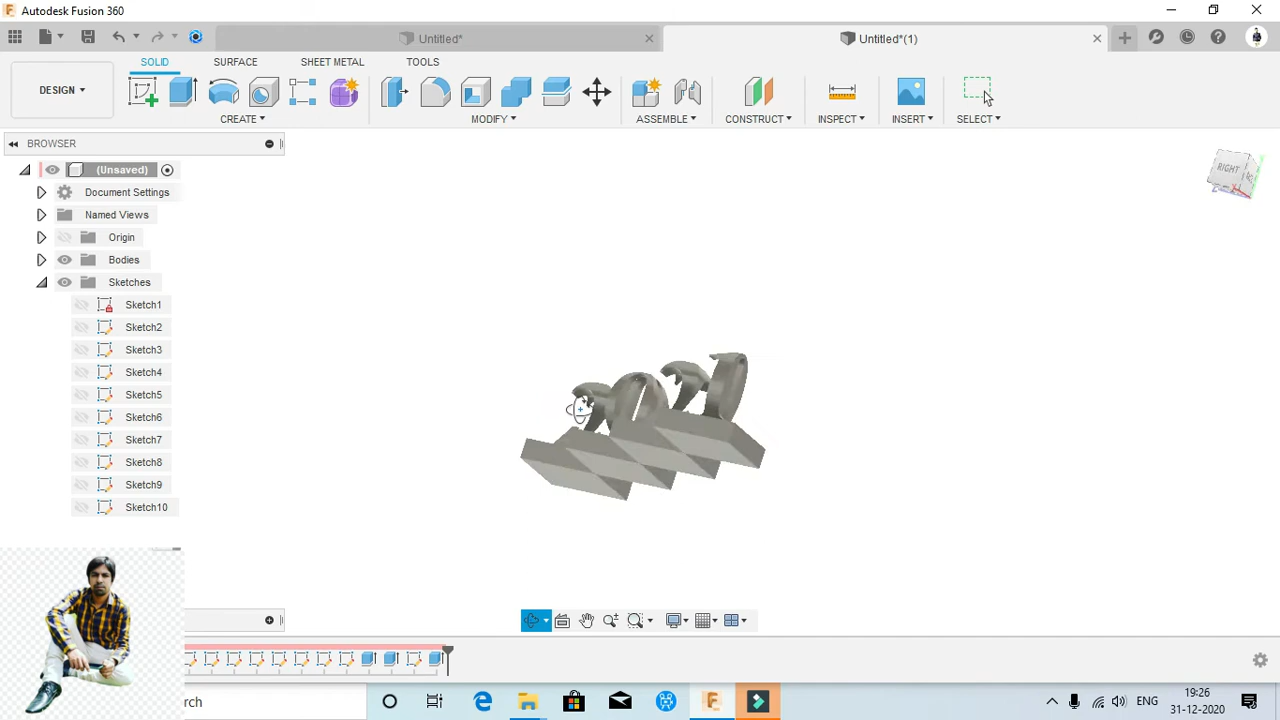 Autodesk Fusion 360
Untitled*
Untitled*(1)
SOLID
SURFACE
SHEET METAL
TOOLS
DESIGN
CREATE
MODIFY
ASSEMBLE
CONSTRUCT
INSPECT
INSERT
SELECT
BROWSER
RIGHT
(Unsaved)
Document Settings
Named Views
Origin
Bodies
Sketches
Sketch1
Sketch2
Sketch3
Sketch4
Sketch5
Sketch6
Sketch7
Sketch8
Sketch9
Sketch10
rch
ENG
19:26
31-12-2020